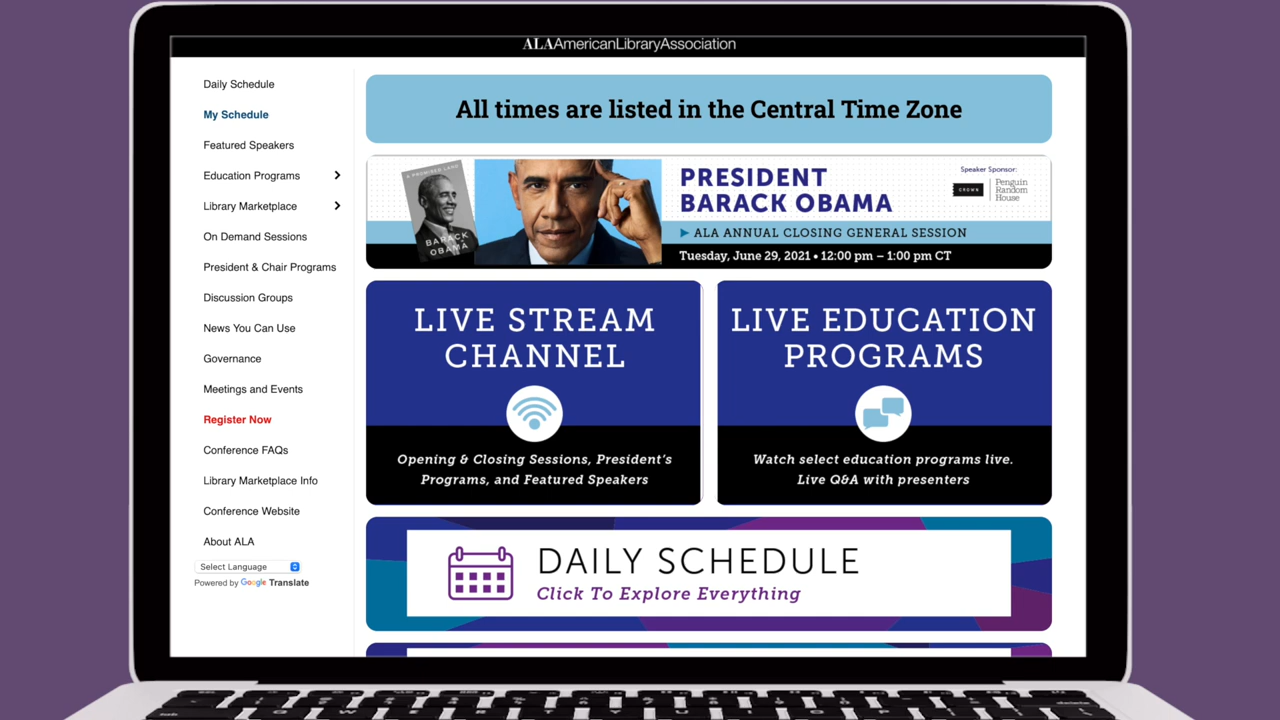 ALAAmericanLibraryAssociation
Daily Schedule
My Schedule
Featured Speakers
Education Programs
Library Marketplace
On Demand Sessions
President & Chair Programs
Discussion Groups
News You Can Use
Governance
Meetings and Events
Register Now
Conference FAQs
Library Marketplace Info
Conference Website
About ALA
Select Language
Powered by Google Translate
All times are listed in the Central Time Zone
A PROMISED LAND
BARACK
OBAMA
PRESIDENT
BARACK OBAMA
ALA ANNUAL CLOSING GENERAL SESSION
Tuesday, June 29, 2021 • 12:00 pm – 1:00 pm CT
Speaker Sponsor:
CROWN
Penguin
Random
House
LIVE STREAM
CHANNEL
Opening & Closing Sessions, President's
Programs, and Featured Speakers
LIVE EDUCATION
PROGRAMS
Watch select education programs live.
Live Q&A with presenters
DAILY SCHEDULE
Click To Explore Everything